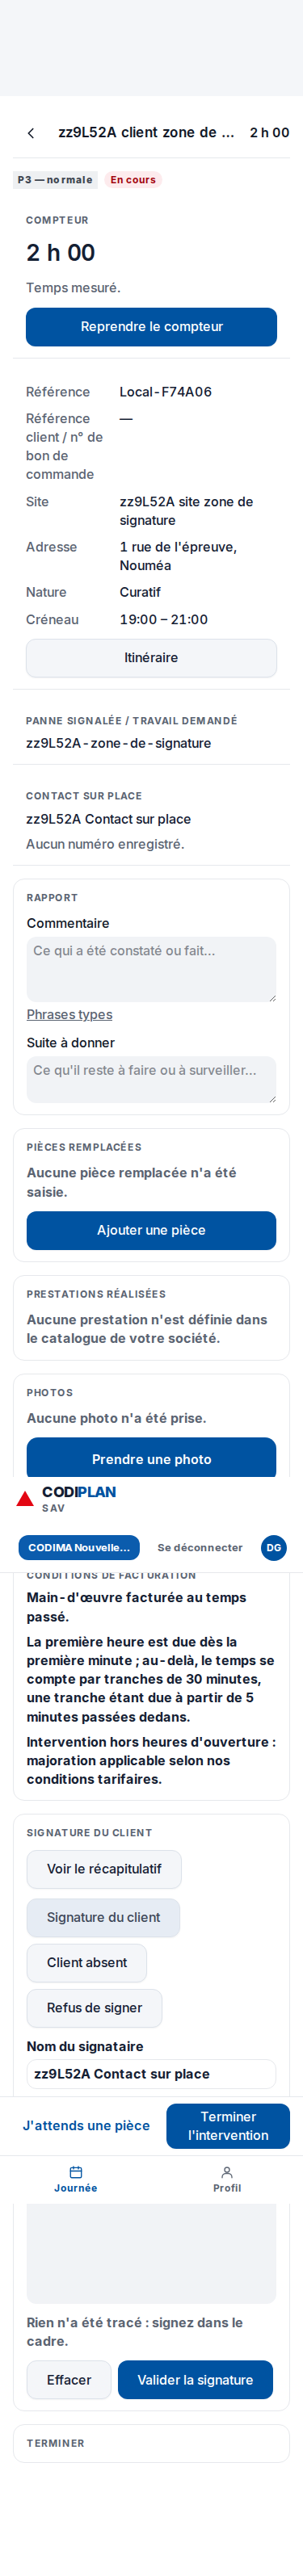 zz9L52A client zone de ... 2 h 00
P3 — normale En cours
COMPTEUR
2 h 00
Temps mesuré.
Reprendre le compteur
Référence Local-F74A06
Référence —
client / n° de
bon de
commande
Site zz9L52A site zone de
signature
Adresse 1 rue de l'épreuve,
Nouméa
Nature Curatif
Créneau 19:00 – 21:00
Itinéraire
PANNE SIGNALÉE / TRAVAIL DEMANDÉ
zz9L52A-zone-de-signature
CONTACT SUR PLACE
zz9L52A Contact sur place
Aucun numéro enregistré.
RAPPORT
Commentaire
Ce qui a été constaté ou fait...
Phrases types
Suite à donner
Ce qu'il reste à faire ou à surveiller...
PIÈCES REMPLACÉES
Aucune pièce remplacée n'a été
saisie.
Ajouter une pièce
PRESTATIONS RÉALISÉES
Aucune prestation n'est définie dans
le catalogue de votre société.
PHOTOS
Aucune photo n'a été prise.
Prendre une photo
CODIPLAN
SAV
CODIMA Nouvelle... Se déconnecter DG
CONDITIONS DE FACTURATION
Main-d'œuvre facturée au temps
passé.
La première heure est due dès la
première minute ; au-delà, le temps se
compte par tranches de 30 minutes,
une tranche étant due à partir de 5
minutes passées dedans.
Intervention hors heures d'ouverture :
majoration applicable selon nos
conditions tarifaires.
SIGNATURE DU CLIENT
Voir le récapitulatif
Signature du client
Client absent
Refus de signer
Nom du signataire
zz9L52A Contact sur place
J'attends une pièce Terminer
l'intervention
Journée Profil
Rien n'a été tracé : signez dans le
cadre.
Effacer Valider la signature
TERMINER